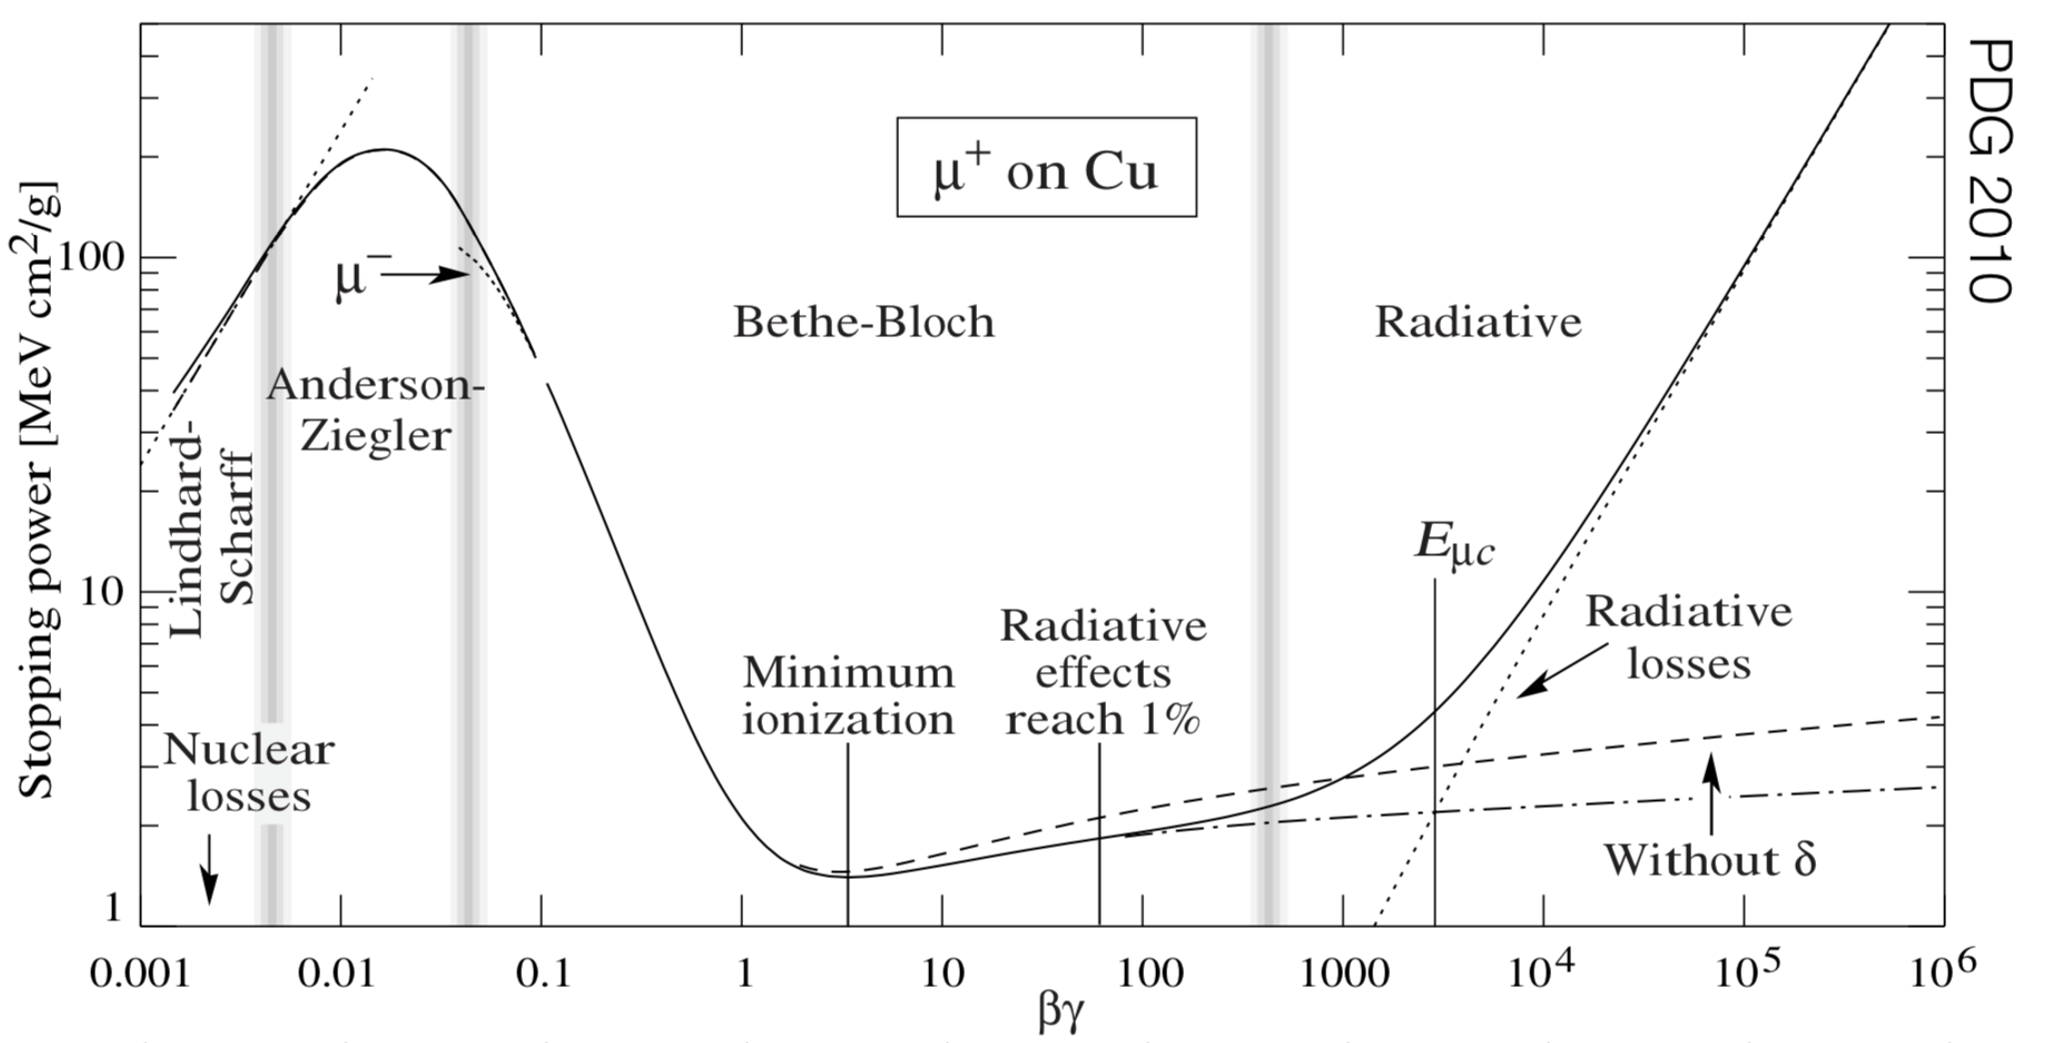 PDG 2010
Stopping power [MeV cm²/g]
100
10
1
μ⁺ on Cu
μ⁻
Bethe-Bloch
Radiative
Anderson-
Ziegler
Lindhard-
Scharff
Eμc
Radiative
losses
Radiative
effects
reach 1%
Minimum
ionization
Nuclear
losses
Without δ
0.001
0.01
0.1
1
10
100
1000
10⁴
10⁵
10⁶
βγ